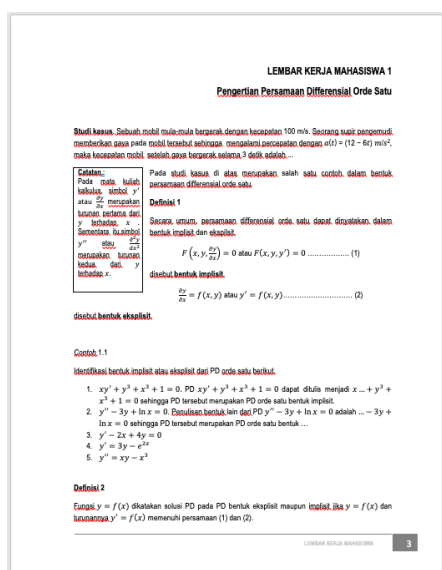 LEMBAR KERJA MAHASISWA 1
Pengertian Persamaan Differensial Orde Satu
Studi kasus. Sebuah mobil mula-mula bergerak dengan kecepatan 100 m/s. Seorang supir pengemudi
memberikan gaya pada mobil tersebut sehingga mengalami percepatan dengan a(t) = (12 − 6t) m/s²,
maka kecepatan mobil setelah gaya bergerak selama 3 detik adalah…
Catatan :
Pada mata kuliah
kalkulus, simbol y′
atau ∂y/∂x merupakan
turunan pertama dari
y terhadap x .
Sementara itu simbol
y″ atau ∂²y/∂x²
merupakan turunan
kedua dari y
terhadap x.
Pada studi kasus di atas merupakan salah satu contoh dalam bentuk
persamaan differensial orde satu.
Definisi 1
Secara umum, persamaan differensial orde satu dapat dinyatakan dalam
bentuk implisit dan eksplisit.
F (x, y, ∂y/∂x) = 0 atau F(x, y, y′) = 0 .................. (1)
disebut bentuk implisit.
∂y/∂x = f(x, y) atau y′ = f(x, y)............................... (2)
disebut bentuk eksplisit.
Contoh 1.1
Identifikasi bentuk implisit atau eksplisit dari PD orde satu berikut.
1. xy′ + y³ + x³ + 1 = 0. PD xy′ + y³ + x³ + 1 = 0 dapat ditulis menjadi x … + y³ +
x³ + 1 = 0 sehingga PD tersebut merupakan PD orde satu bentuk implisit.
2. y″ − 3y + ln x = 0. Penulisan bentuk lain dari PD y″ − 3y + ln x = 0 adalah … − 3y +
ln x = 0 sehingga PD tersebut merupakan PD orde satu bentuk …
3. y′ − 2x + 4y = 0
4. y′ = 3y − e²ˣ
5. y″ = xy − x³
Definisi 2
Fungsi y = f(x) dikatakan solusi PD pada PD bentuk eksplisit maupun implisit jika y = f(x) dan
turunannya y′ = f(x) memenuhi persamaan (1) dan (2).
LEMBAR KERJA MAHASISWA 3